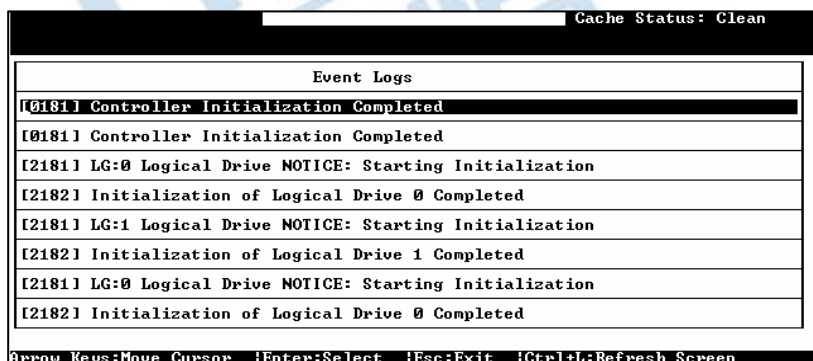 Cache Status: Clean
Event Logs
[0181] Controller Initialization Completed
[0181] Controller Initialization Completed
[2181] LG:0 Logical Drive NOTICE: Starting Initialization
[2182] Initialization of Logical Drive 0 Completed
[2181] LG:1 Logical Drive NOTICE: Starting Initialization
[2182] Initialization of Logical Drive 1 Completed
[2181] LG:0 Logical Drive NOTICE: Starting Initialization
[2182] Initialization of Logical Drive 0 Completed
Arrow Keys:Move Cursor |Enter:Select |Esc:Exit |Ctrl+L:Refresh Screen